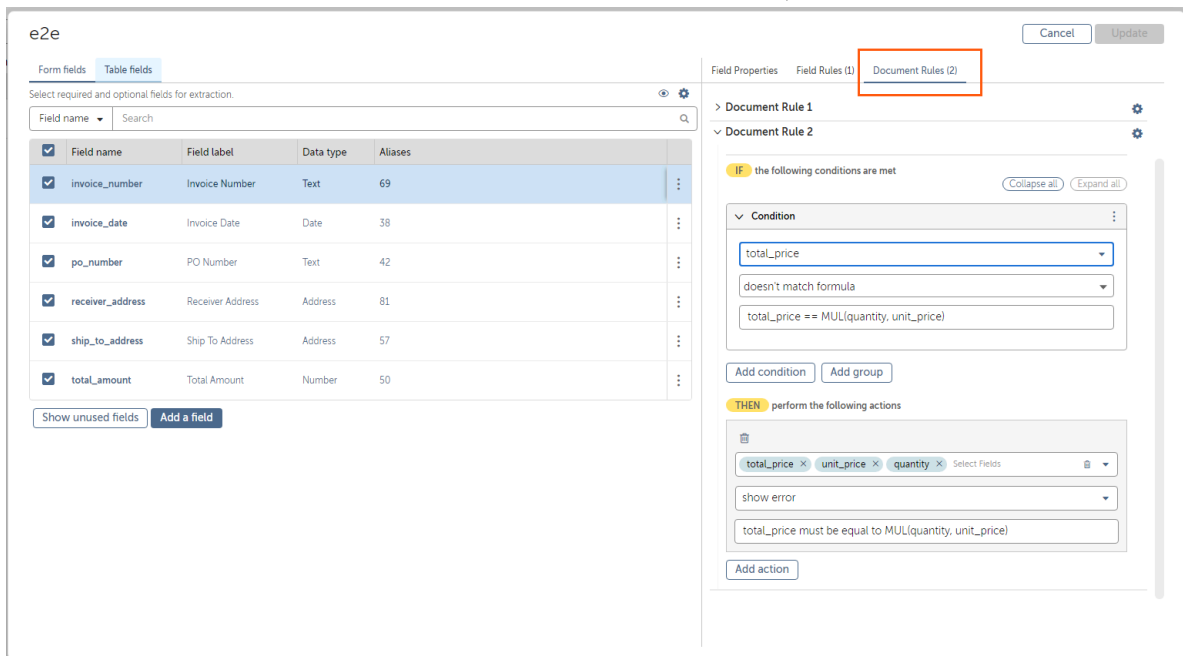 e2e
Cancel
Update
Form fields Table fields
Select required and optional fields for extraction.
Field name Search
Field name Field label Data type Aliases
invoice_number Invoice Number Text 69
invoice_date Invoice Date Date 38
po_number PO Number Text 42
receiver_address Receiver Address Address 81
ship_to_address Ship To Address Address 57
total_amount Total Amount Number 50
Show unused fields Add a field
Field Properties Field Rules (1) Document Rules (2)
Document Rule 1
Document Rule 2
IF the following conditions are met
Collapse all Expand all
Condition
total_price
doesn't match formula
total_price == MUL(quantity, unit_price)
Add condition Add group
THEN perform the following actions
total_price × unit_price × quantity × Select Fields
show error
total_price must be equal to MUL(quantity, unit_price)
Add action